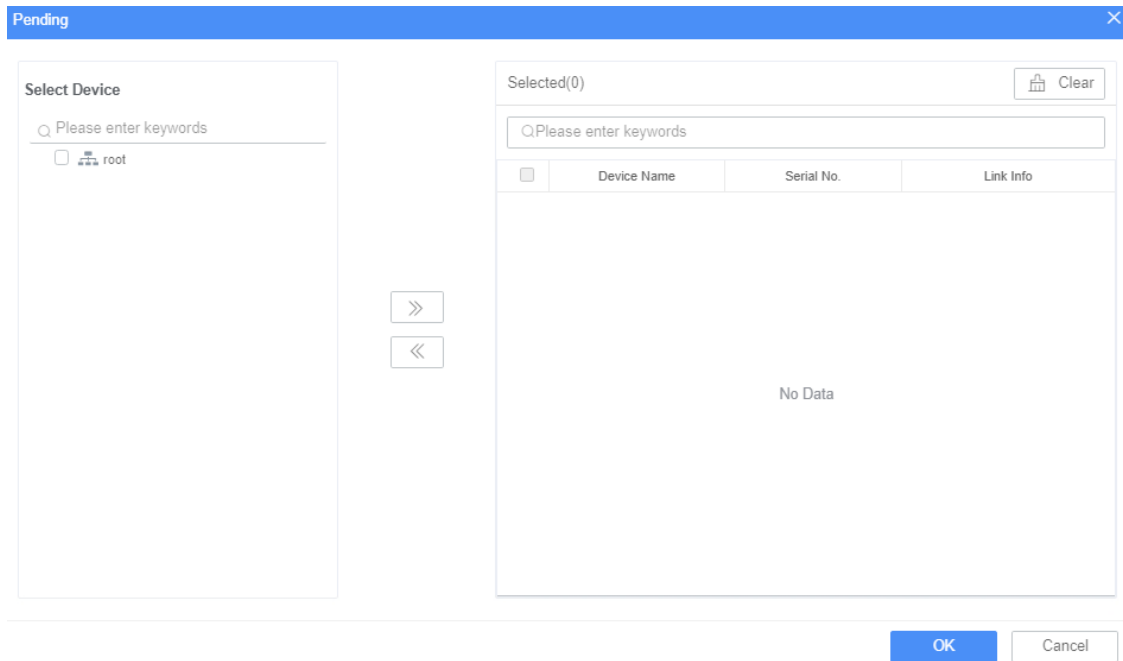 Pending
Select Device
Please enter keywords
root
Selected(0)
Clear
Please enter keywords
Device Name Serial No. Link Info
No Data
OK Cancel